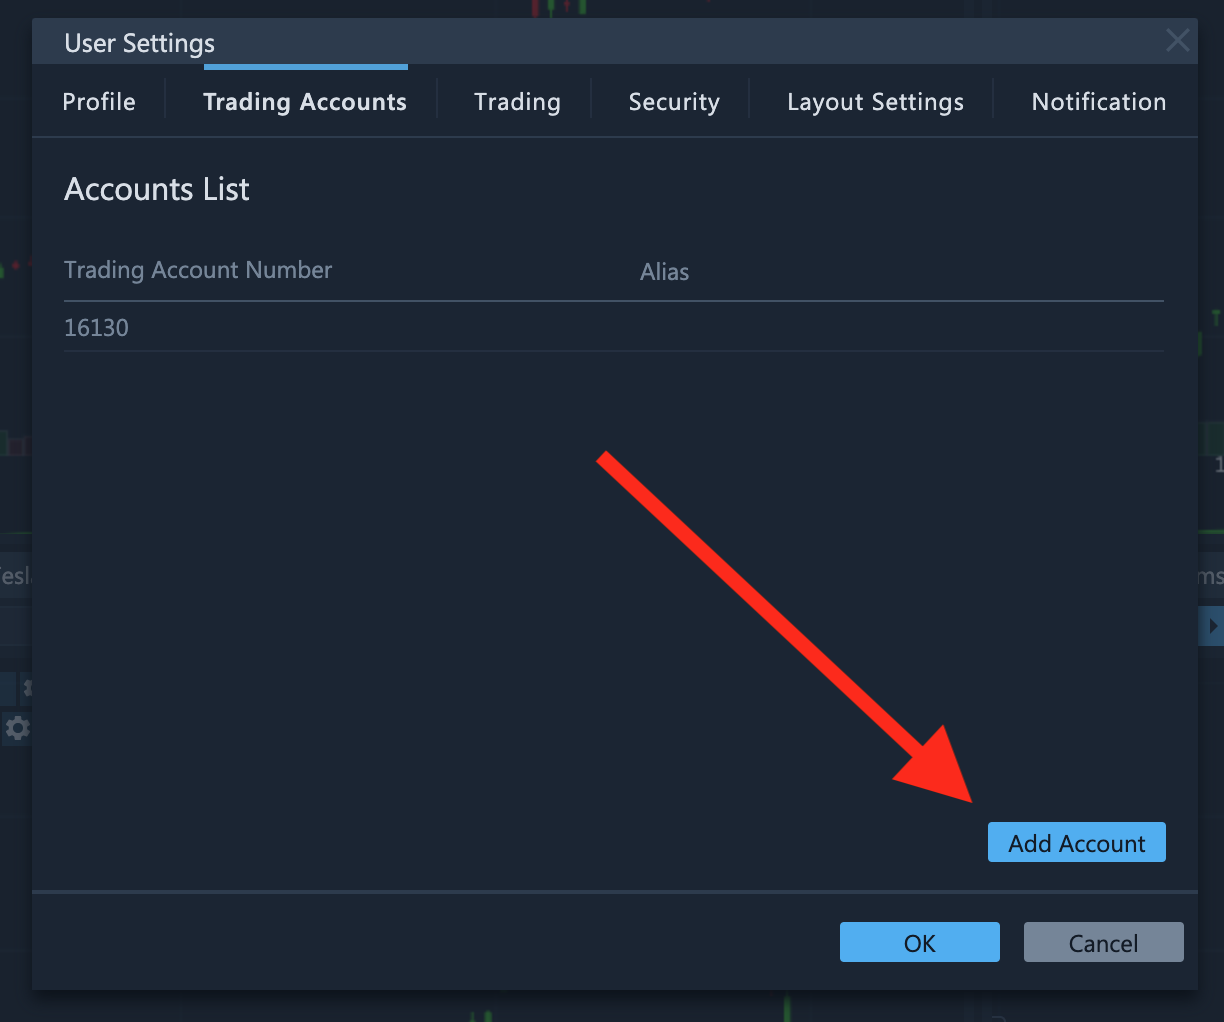 User Settings
Profile
Trading Accounts
Trading
Security
Layout Settings
Notification
Accounts List
Trading Account Number
Alias
16130
Add Account
OK
Cancel